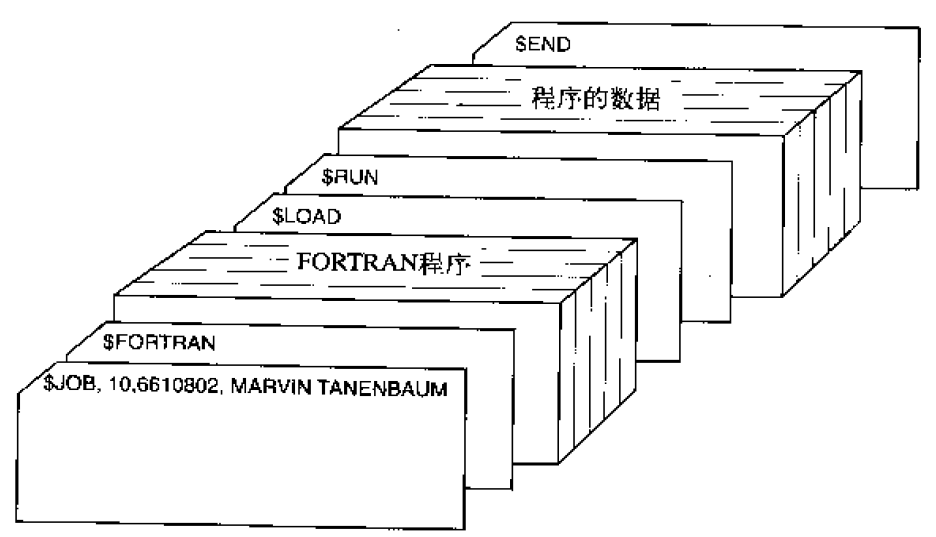 $END
程序的数据
$RUN
$LOAD
FORTRAN程序
$FORTRAN
$JOB, 10,6610802, MARVIN TANENBAUM